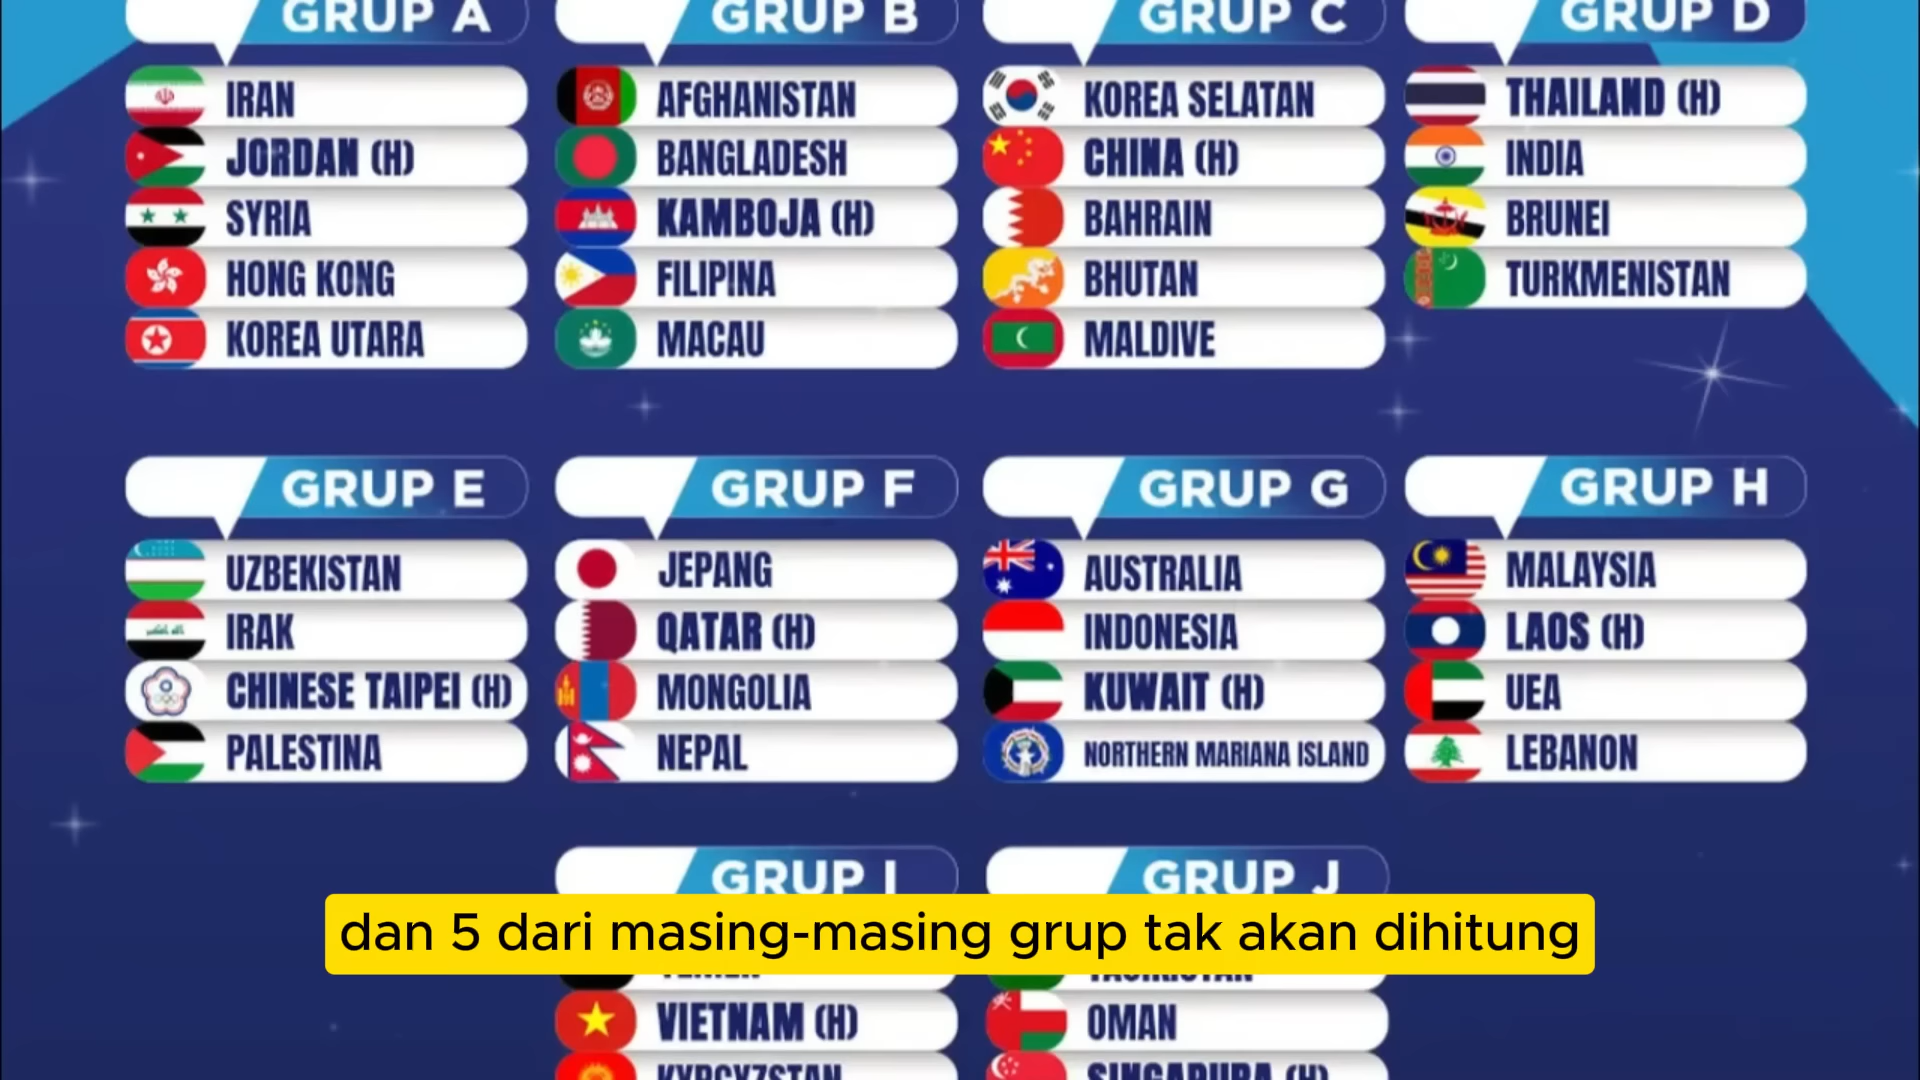 GRUP A
IRAN
JORDAN (H)
SYRIA
HONG KONG
KOREA UTARA
GRUP B
AFGHANISTAN
BANGLADESH
KAMBOJA (H)
FILIPINA
MACAU
GRUP C
KOREA SELATAN
CHINA (H)
BAHRAIN
BHUTAN
MALDIVE
GRUP D
THAILAND (H)
INDIA
BRUNEI
TURKMENISTAN
GRUP E
UZBEKISTAN
IRAK
CHINESE TAIPEI (H)
PALESTINA
GRUP F
JEPANG
QATAR (H)
MONGOLIA
NEPAL
GRUP G
AUSTRALIA
INDONESIA
KUWAIT (H)
NORTHERN MARIANA ISLAND
GRUP H
MALAYSIA
LAOS (H)
UEA
LEBANON
GRUP I
VIETNAM (H)
KYRGYZSTAN
GRUP J
OMAN
SINGAPURA (H)
dan 5 dari masing-masing grup tak akan dihitung